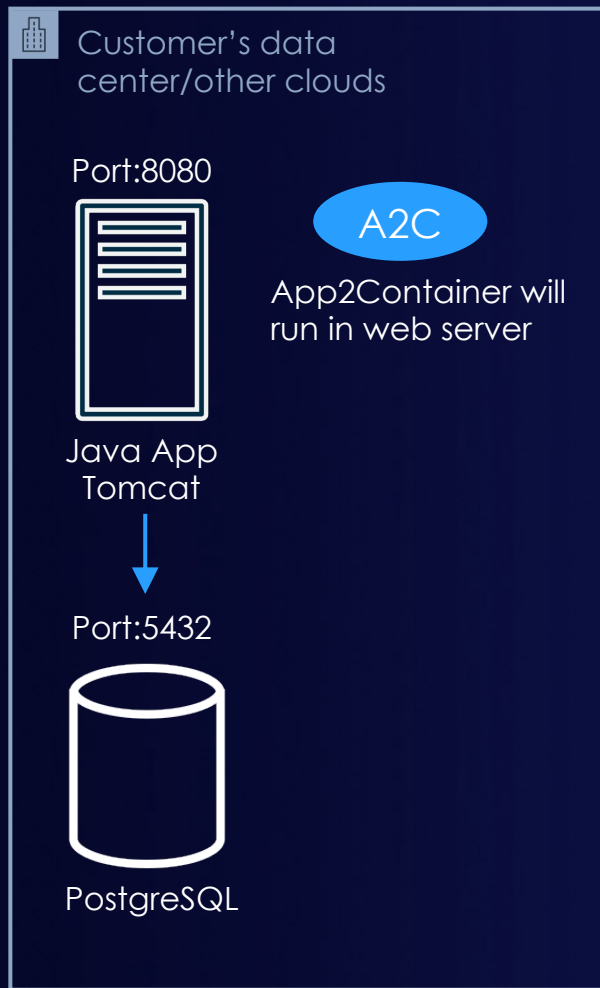 Customer's data
center/other clouds
Port:8080
A2C
App2Container will
run in web server
Java App
Tomcat
Port:5432
PostgreSQL